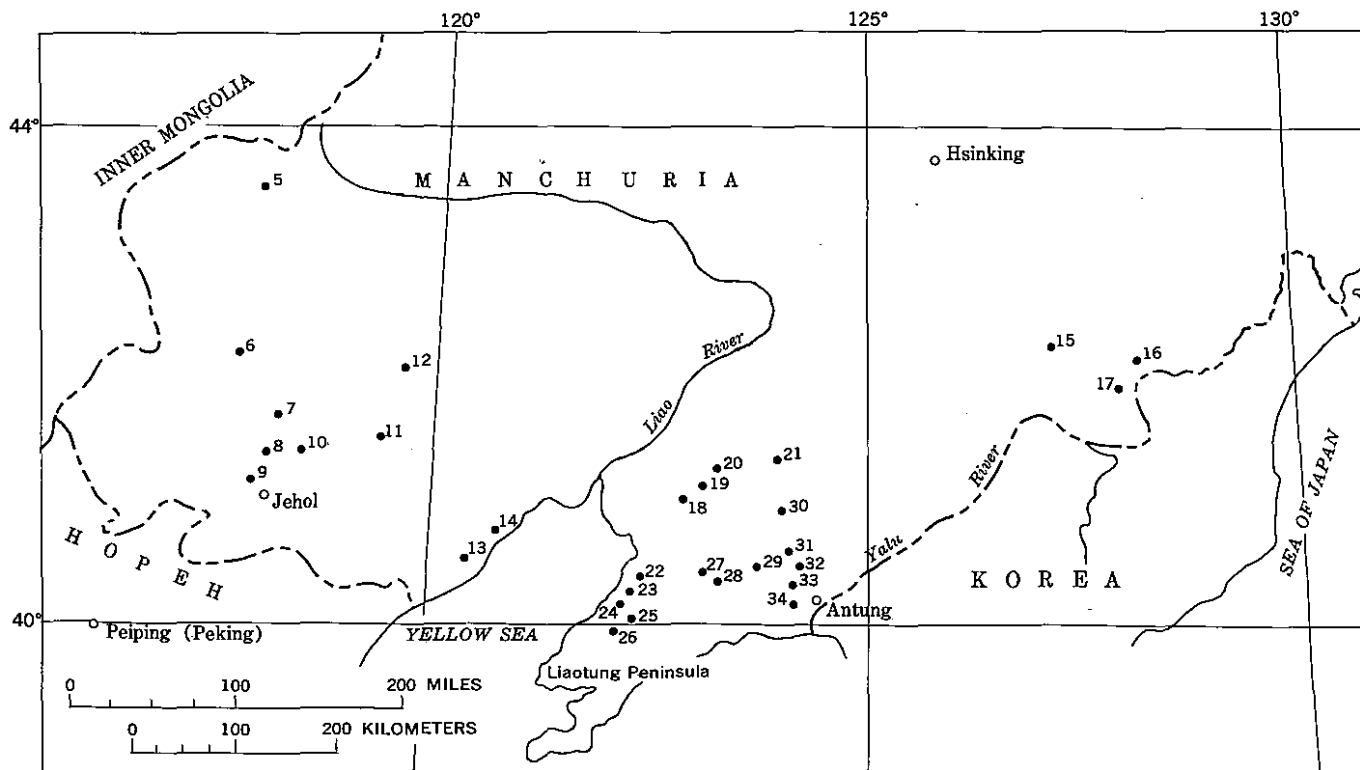 120°
125°
130°
INNER MONGOLIA
44°
Hsinking
MANCHURIA
5
6
12
15
16
17
River
7
11
8
10
Liao
9
Jehol
20
21
19
18
30
River
SEA OF JAPAN
14
13
HOPEH
31
Yalu
27
29
32
22
28
33
KOREA
23
24
34
Antung
25
40°
Peiping (Peking)
YELLOW SEA
26
Liaotung Peninsula
0 100 200 MILES
0 100 200 KILOMETERS